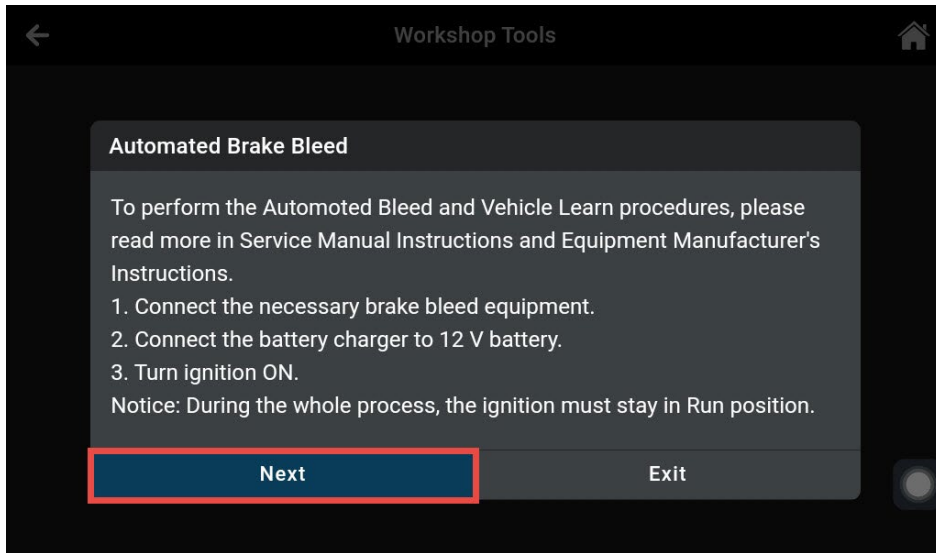 Workshop Tools
Automated Brake Bleed
To perform the Automoted Bleed and Vehicle Learn procedures, please
read more in Service Manual Instructions and Equipment Manufacturer's
Instructions.
1. Connect the necessary brake bleed equipment.
2. Connect the battery charger to 12 V battery.
3. Turn ignition ON.
Notice: During the whole process, the ignition must stay in Run position.
Next
Exit